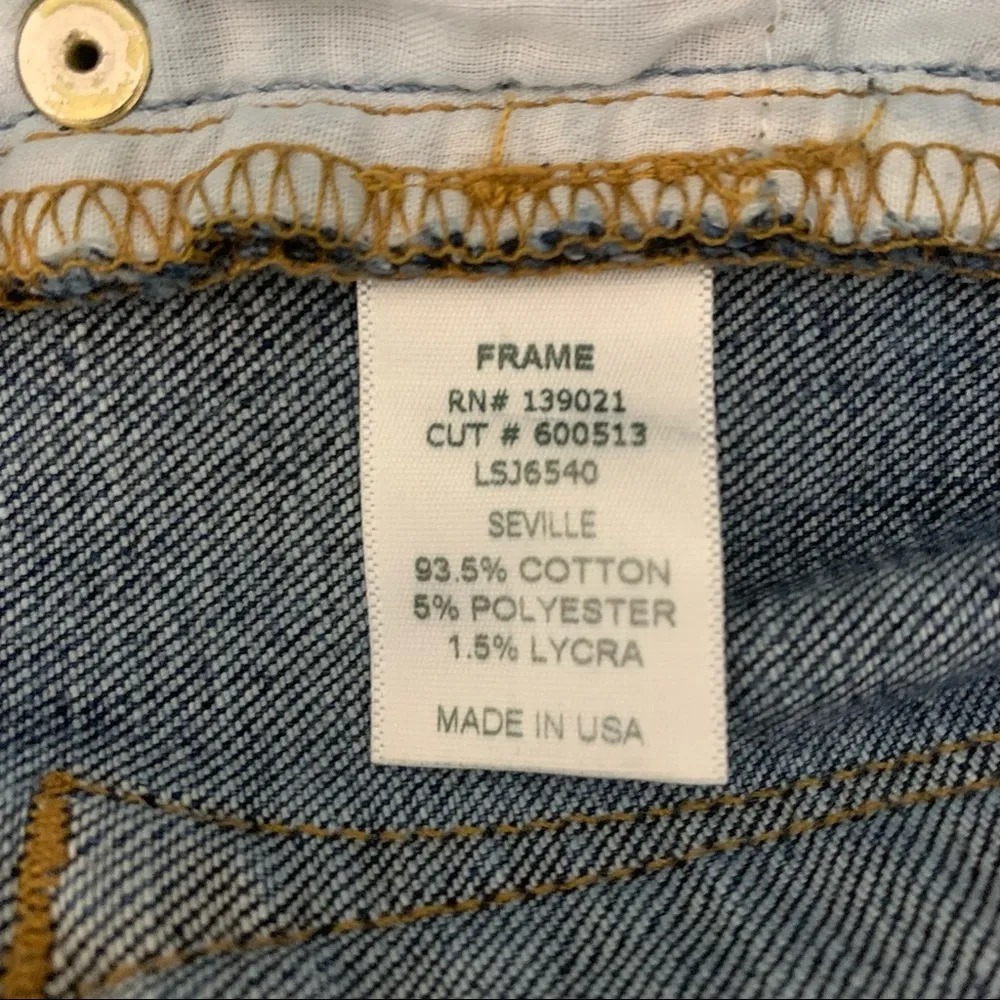 FRAME
RN# 139021
CUT # 600513
LSJ6540
SEVILLE
93.5% COTTON
5% POLYESTER
1.5% LYCRA
MADE IN USA